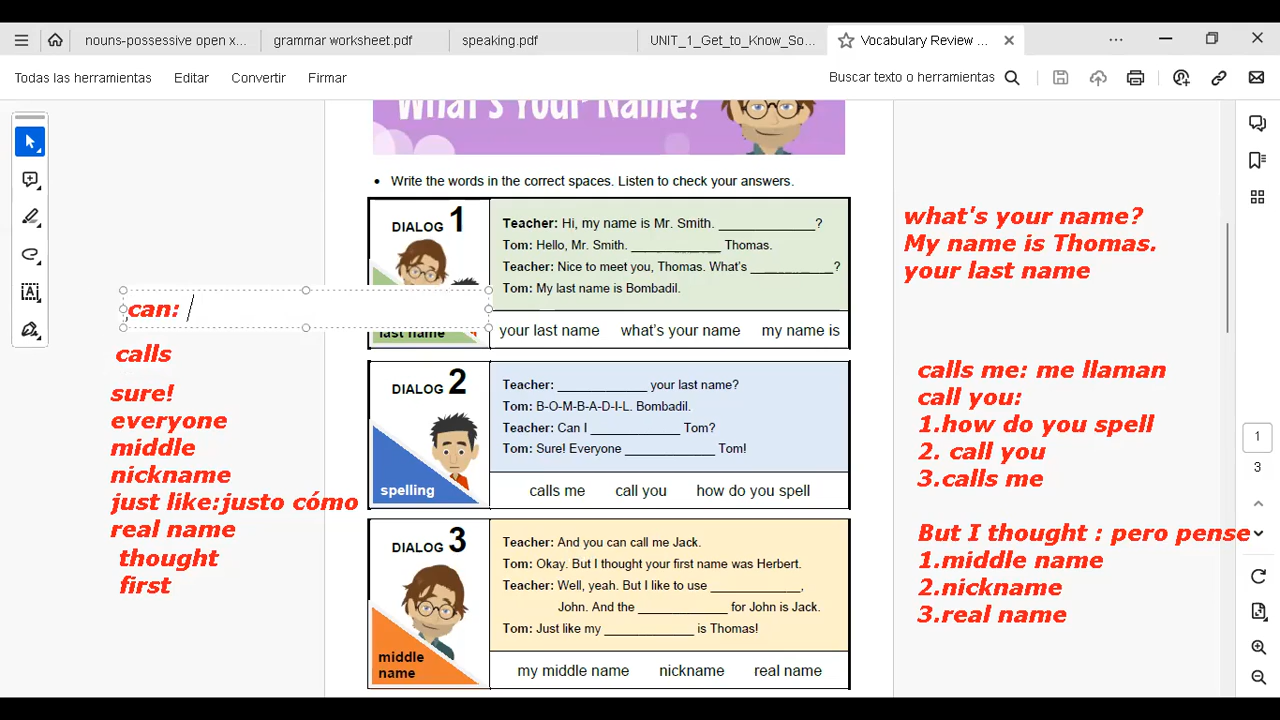 nouns-possessive open x...
grammar worksheet.pdf
speaking.pdf
UNIT_1_Get_to_Know_So...
Vocabulary Review ...
Todas las herramientas
Editar
Convertir
Firmar
Buscar texto o herramientas
What's Your Name?
• Write the words in the correct spaces. Listen to check your answers.
DIALOG 1
last name
Teacher: Hi, my name is Mr. Smith. _____________?
Tom: Hello, Mr. Smith. ____________ Thomas.
Teacher: Nice to meet you, Thomas. What's ___________?
Tom: My last name is Bombadil.
your last name what's your name my name is
DIALOG 2
spelling
Teacher: ____________ your last name?
Tom: B-O-M-B-A-D-I-L. Bombadil.
Teacher: Can I ____________ Tom?
Tom: Sure! Everyone ____________ Tom!
calls me call you how do you spell
DIALOG 3
middle
name
Teacher: And you can call me Jack.
Tom: Okay. But I thought your first name was Herbert.
Teacher: Well, yeah. But I like to use ____________,
John. And the ____________ for John is Jack.
Tom: Just like my ____________ is Thomas!
my middle name nickname real name
can:
calls
sure!
everyone
middle
nickname
just like:justo cómo
real name
thought
first
what's your name?
My name is Thomas.
your last name
calls me: me llaman
call you:
1.how do you spell
2. call you
3.calls me
But I thought : pero pense
1.middle name
2.nickname
3.real name
1
3